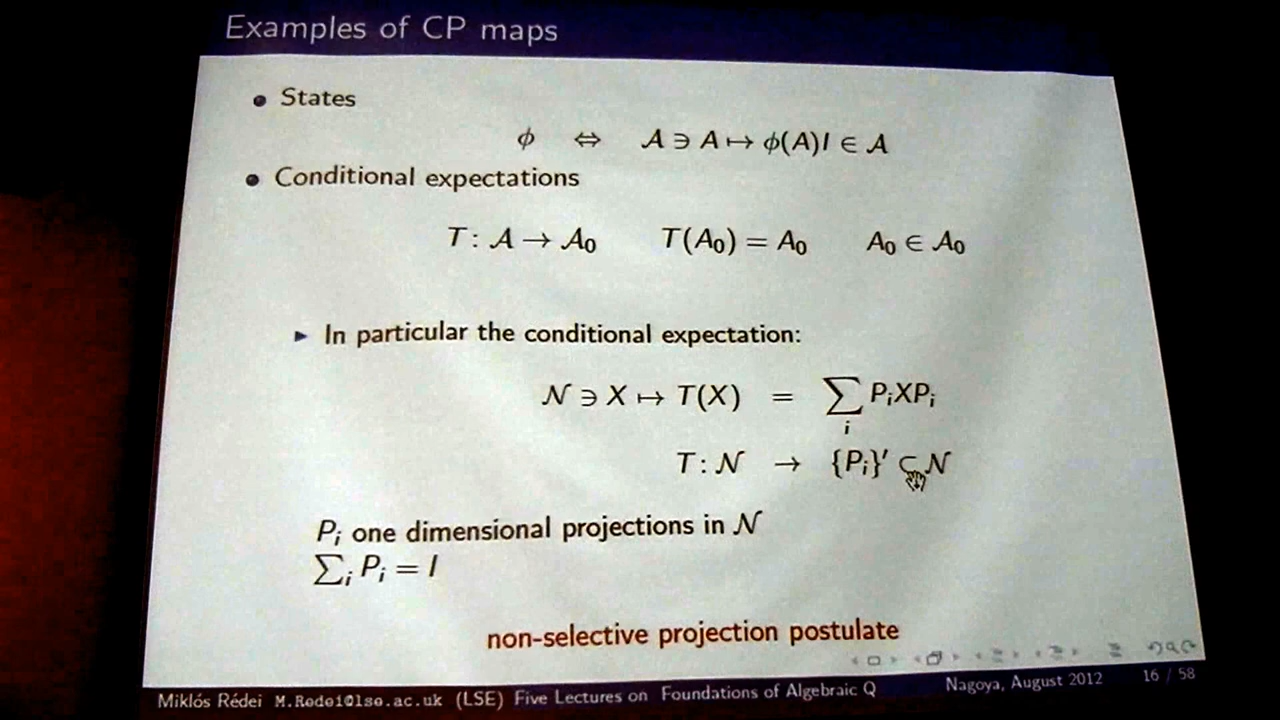 Examples of CP maps
• States
ϕ ⇔ 𝒜 ∋ A ↦ ϕ(A)I ∈ 𝒜
• Conditional expectations
T : 𝒜 → 𝒜₀ T(A₀) = A₀ A₀ ∈ 𝒜₀
▶ In particular the conditional expectation:
𝒩 ∋ X ↦ T(X) = ∑ᵢ PᵢXPᵢ
T : 𝒩 → {Pᵢ}′ ⊂ 𝒩
Pᵢ one dimensional projections in 𝒩
∑ᵢ Pᵢ = I
non-selective projection postulate
Miklós Rédei M.Redei@lse.ac.uk (LSE) Five Lectures on Foundations of Algebraic Q Nagoya, August 2012 16 / 58